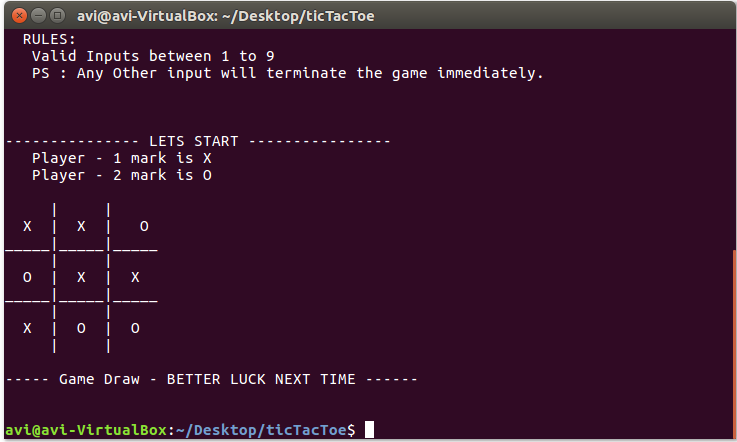 avi@avi-VirtualBox: ~/Desktop/ticTacToe
RULES:
Valid Inputs between 1 to 9
PS : Any Other input will terminate the game immediately.
--------------- LETS START ----------------
Player - 1 mark is X
Player - 2 mark is O
     |     |
  X  |  X  |   O
_____|_____|_____
     |     |
  O  |  X  |  X
_____|_____|_____
     |     |
  X  |  O  |  O
     |     |
----- Game Draw - BETTER LUCK NEXT TIME ------
avi@avi-VirtualBox:~/Desktop/ticTacToe$